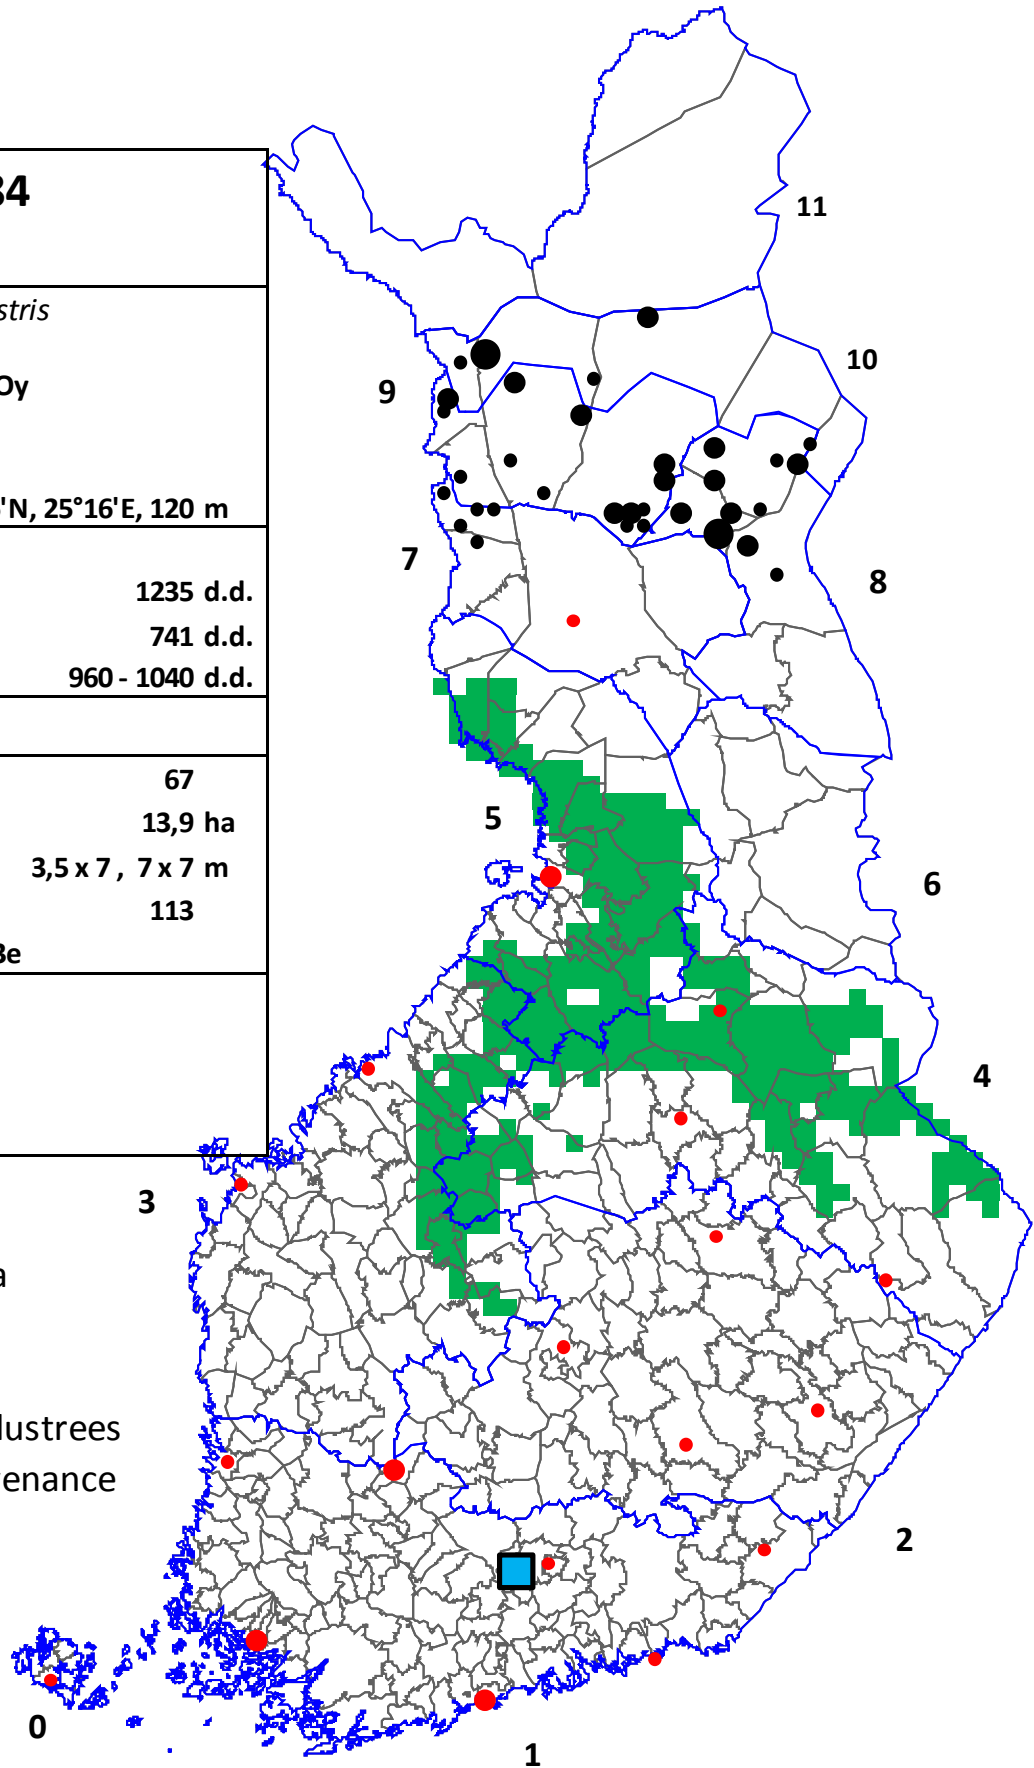 34
stris
Oy
'N, 25°16'E, 120 m
1235 d.d.
741 d.d.
960 - 1040 d.d.
67
13,9 ha
3,5 x 7 , 7 x 7 m
113
Be
a
lustrees
venance
11
10
9
8
7
6
5
4
3
2
1
0